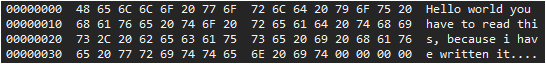 00000000 48 65 6C 6C 6F 20 77 6F 72 6C 64 20 79 6F 75 20 Hello world you
00000010 68 61 76 65 20 74 6F 20 72 65 61 64 20 74 68 69 have to read thi
00000020 73 2C 20 62 65 63 61 75 73 65 20 69 20 68 61 76 s, because i hav
00000030 65 20 77 72 69 74 74 65 6E 20 69 74 00 00 00 00 e written it....